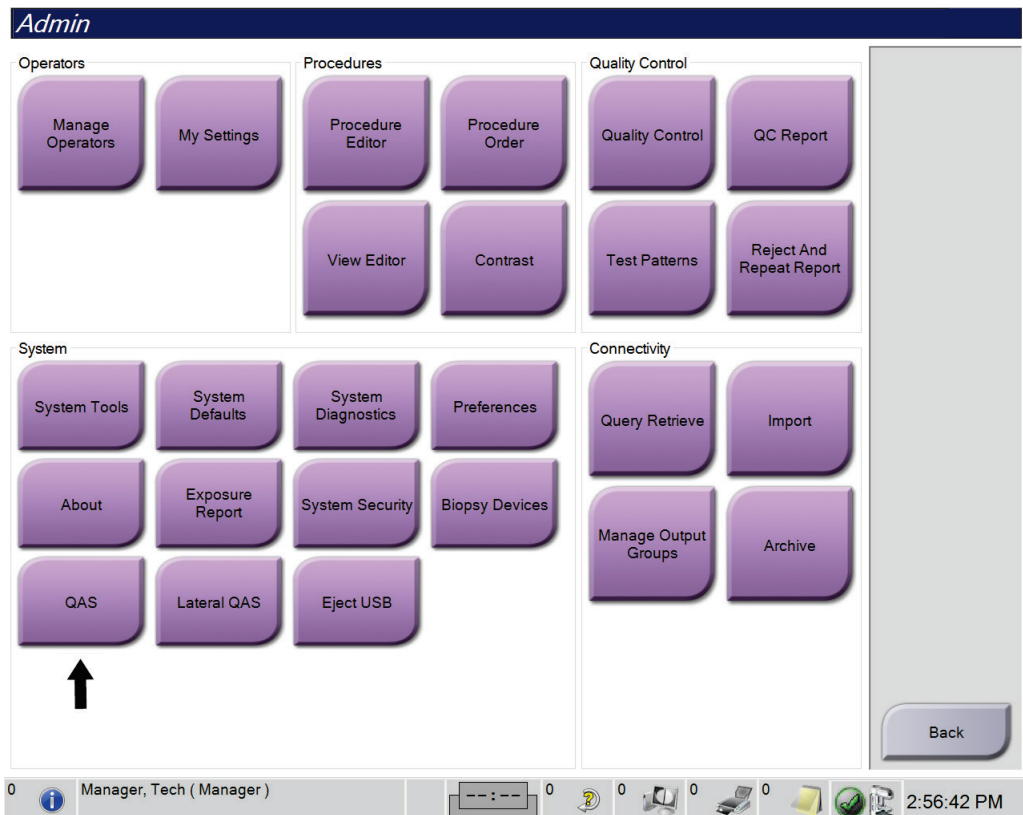 Admin
Operators
Manage
Operators
My Settings
Procedures
Procedure
Editor
Procedure
Order
View Editor
Contrast
Quality Control
Quality Control
QC Report
Test Patterns
Reject And
Repeat Report
System
System Tools
System
Defaults
System
Diagnostics
Preferences
About
Exposure
Report
System Security
Biopsy Devices
QAS
Lateral QAS
Eject USB
Connectivity
Query Retrieve
Import
Manage Output
Groups
Archive
Back
0
Manager, Tech ( Manager )
--:--
0
0
0
0
2:56:42 PM